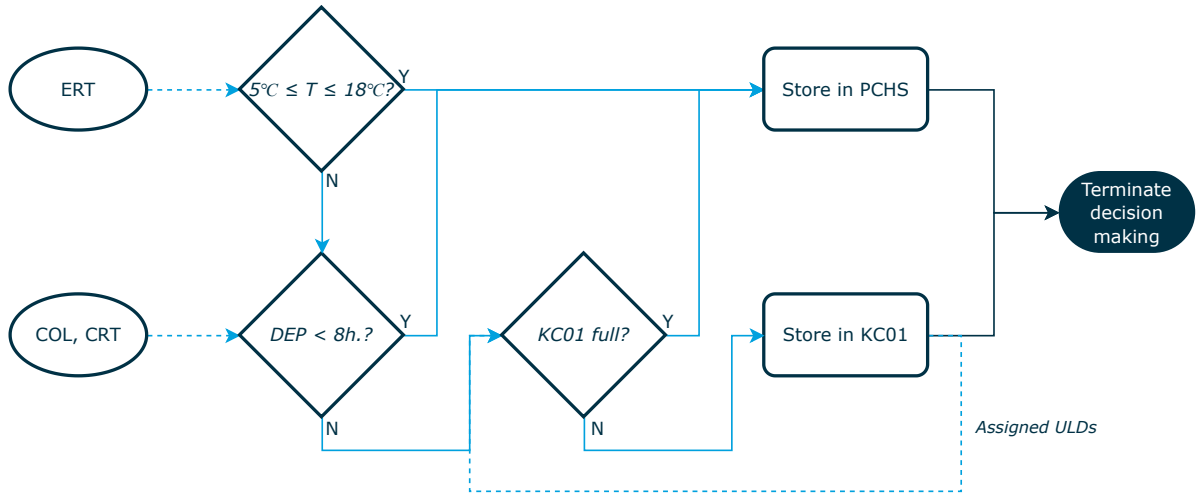 ERT
5℃ ≤ T ≤ 18℃?
Y
N
Store in PCHS
Terminate
decision
making
COL, CRT
DEP < 8h.?
Y
N
KC01 full?
Y
N
Store in KC01
Assigned ULDs